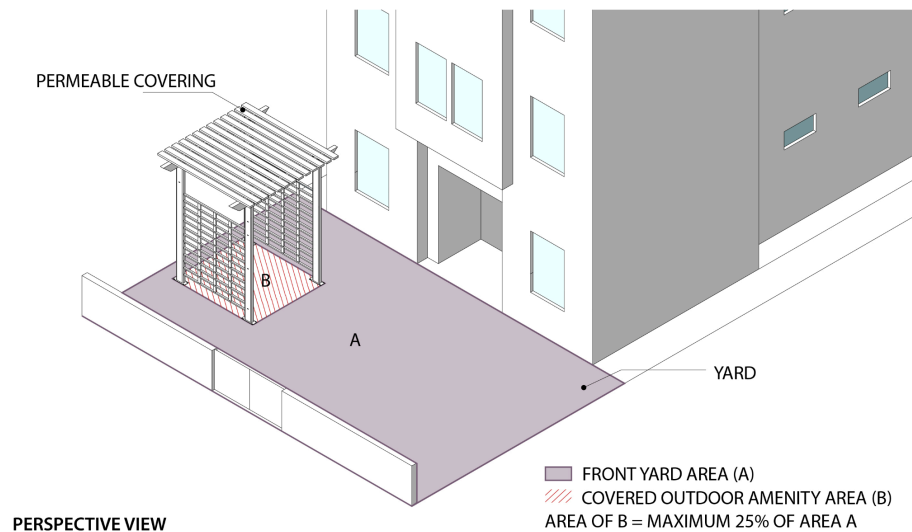 PERMEABLE COVERING
B
A
YARD
FRONT YARD AREA (A)
COVERED OUTDOOR AMENITY AREA (B)
AREA OF B = MAXIMUM 25% OF AREA A
PERSPECTIVE VIEW